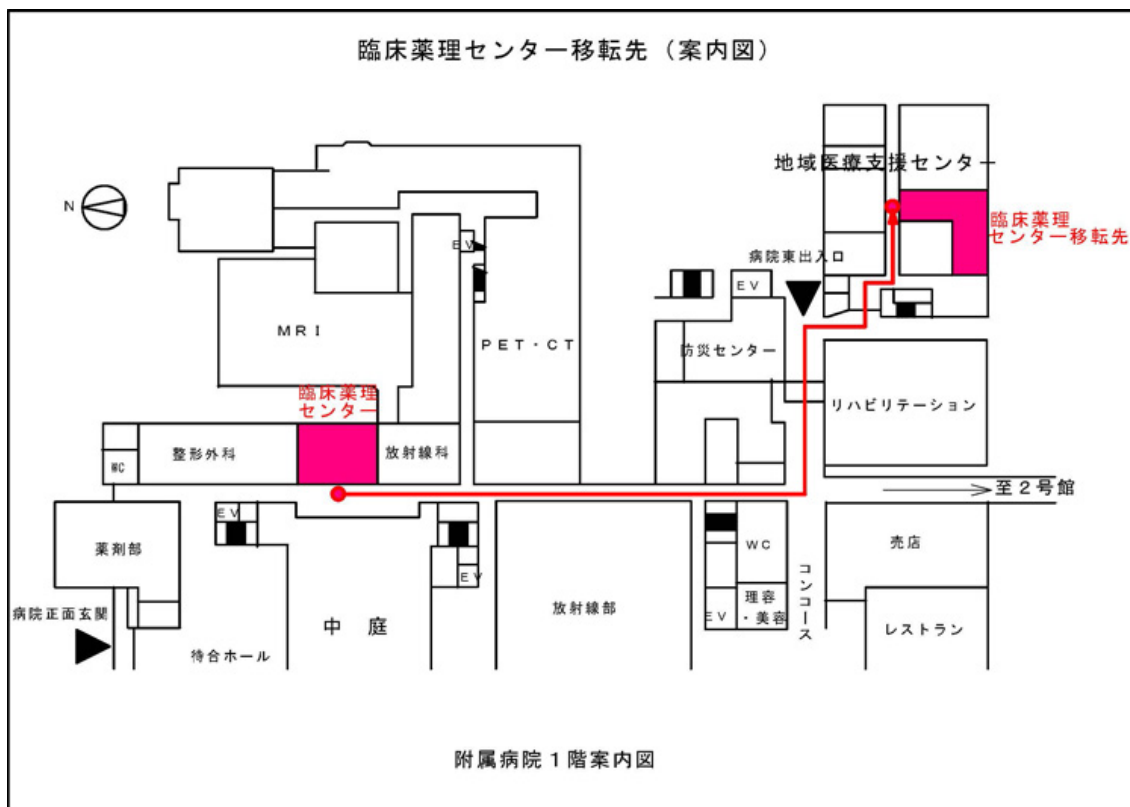 臨床薬理センター移転先（案内図）
地域医療支援センター
N
臨床薬理
センター移転先
EV
病院東出入口
EV
MRI
PET・CT
防災センター
臨床薬理
センター
リハビリテーション
整形外科
放射線科
WC
至２号館
EV
薬剤部
WC
売店
コンコース
EV
理容
・美容
病院正面玄関
放射線部
EV
中庭
レストラン
待合ホール
附属病院１階案内図